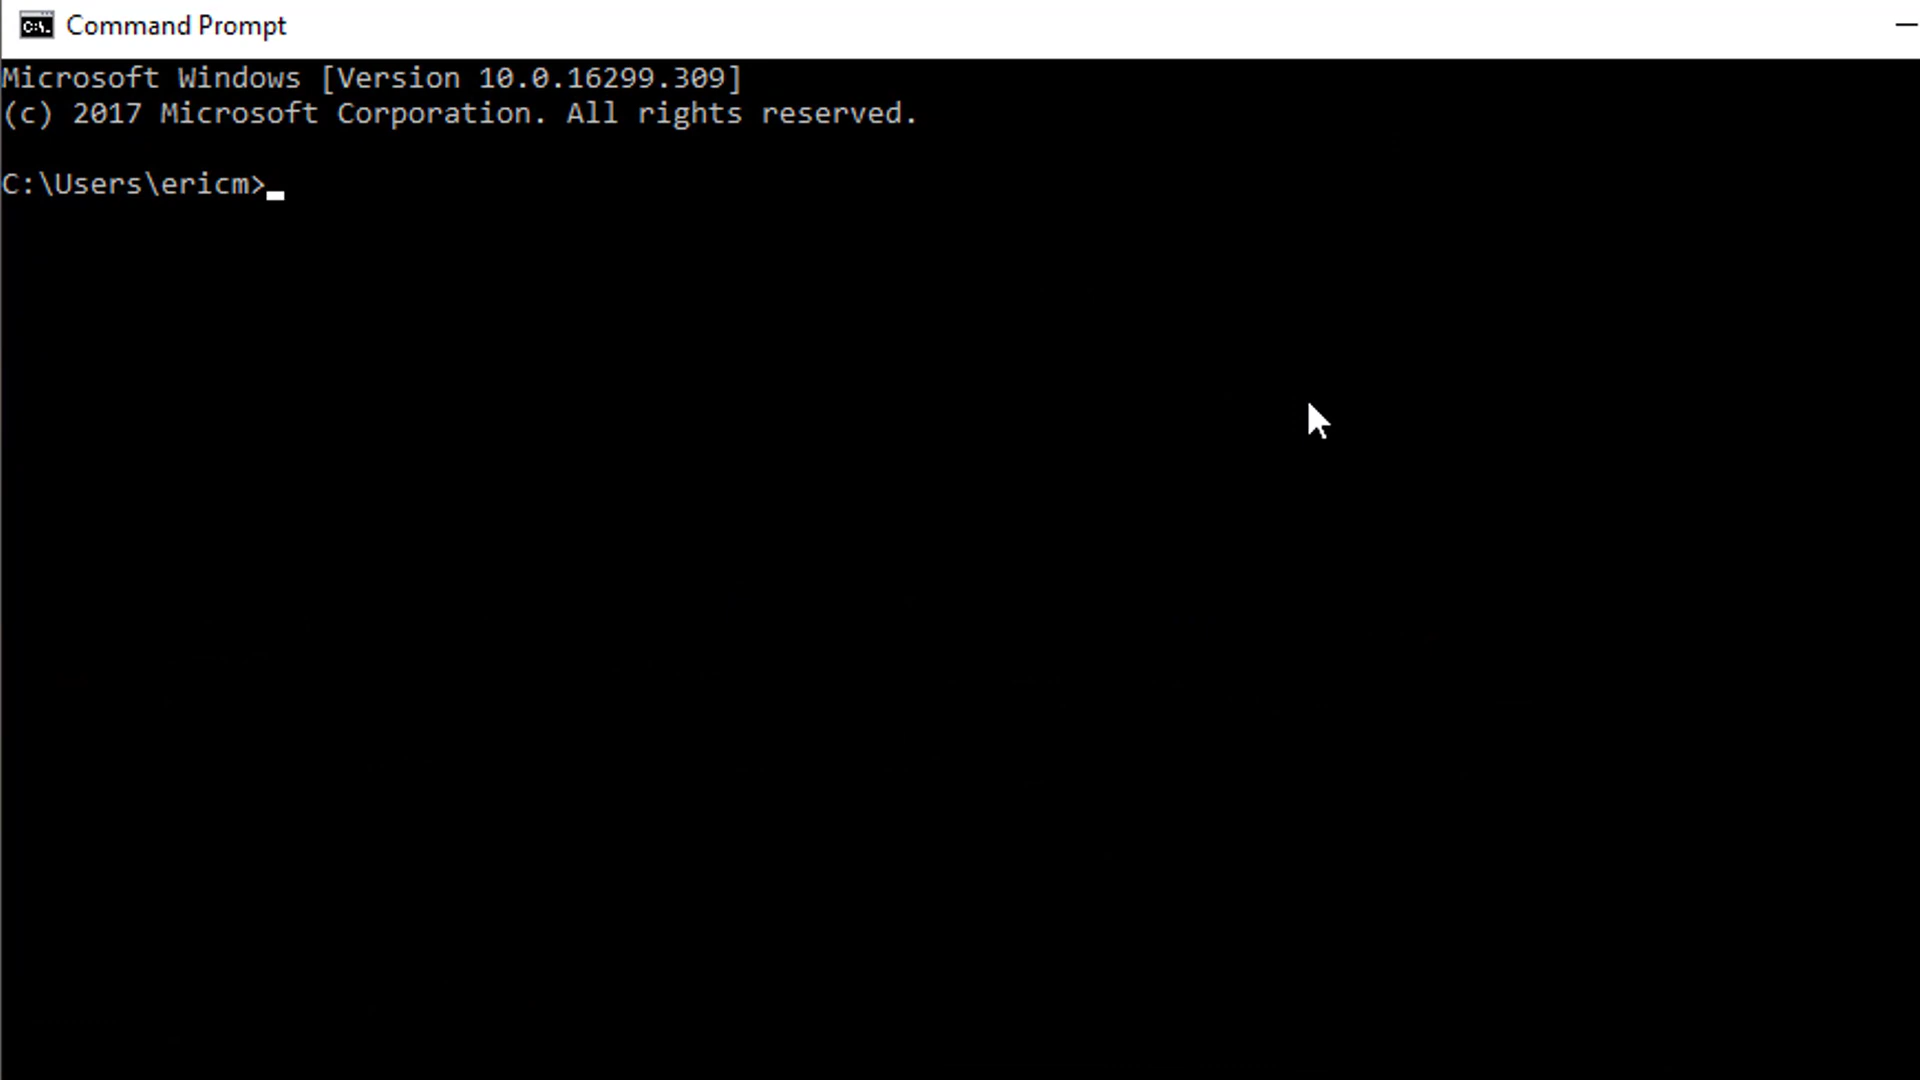 Command Prompt
Microsoft Windows [Version 10.0.16299.309]
(c) 2017 Microsoft Corporation. All rights reserved.
C:\Users\ericm>